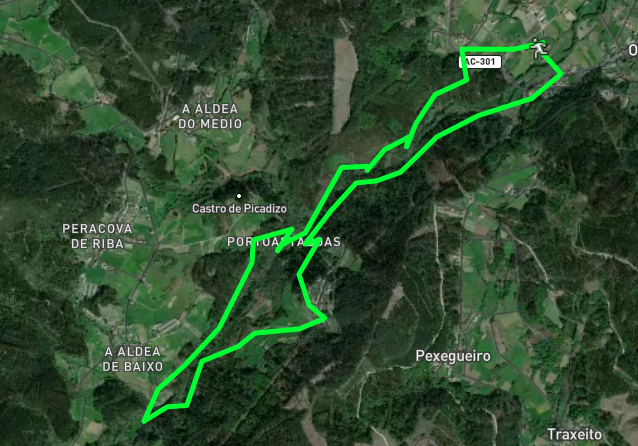 O
AC-301
A ALDEA
DO MEDIO
Castro de Picadizo
PERACOVA
DE RIBA
A ALDEA
DE BAIXO
Pexegueiro
Traxeito